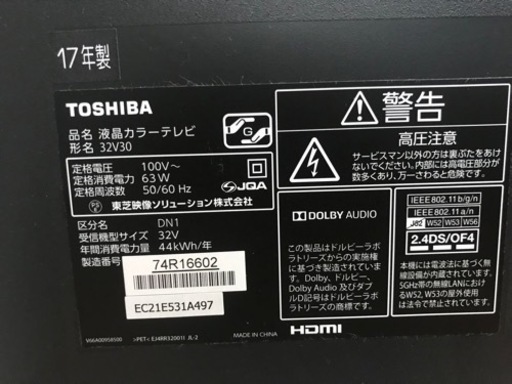 17年製
TOSHIBA
品名 液晶カラーテレビ
形名 32V30
定格電圧 100V～
定格消費電力 63W
定格周波数 50/60 Hz
JQA
東芝映像ソリューション株式会社
区分名 DN1
受信機型サイズ 32V
年間消費電力量 44kWh/年
製造番号
74R16602
EC21E531A497
G
警告
高圧注意
サービスマン以外の方は裏ぶたをあけ
ないでください。内部には高電圧部分が
数多くあり、万一さわると危険です。
DOLBY AUDIO
この製品はドルビーラボ
ラトリーズからの実施権
に基づき製造されていま
す。Dolby、ドルビー、
Dolby Audio 及びダブ
ルD記号はドルビーラボ
ラトリーズの商標です。
IEEE802.11b/g/n
IEEE802.11a/n
J52 W52 W53 W56
2.4DS/OF4
本機には電波法に基づく無
線設備が内蔵されています。
5GHz帯の無線LAN機能の
W52、W53の屋外使用は、
法令で禁止されています。
HDMI
V66A00958500 >PET< EJ4RR32001I JL-2 MADE IN CHINA